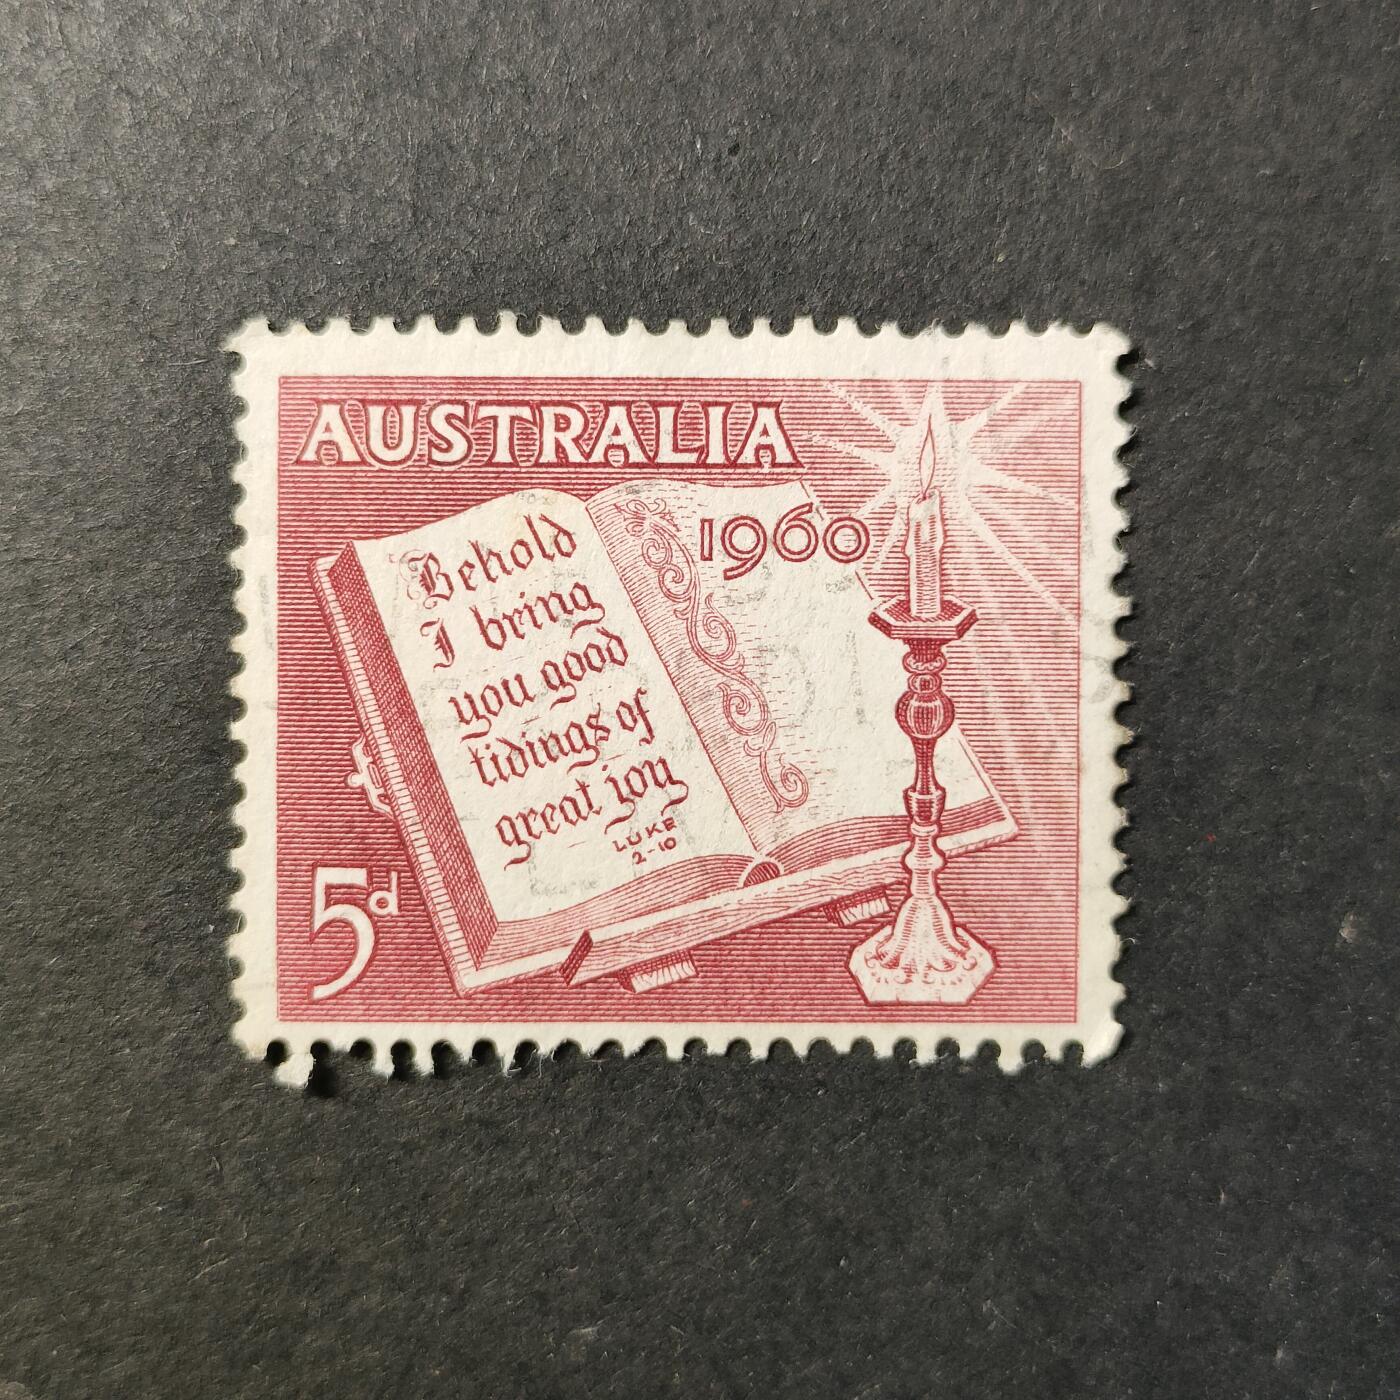 AUSTRALIA
1960
Behold
I bring
you good
tidings of
great joy
LUKE
2-10
5d